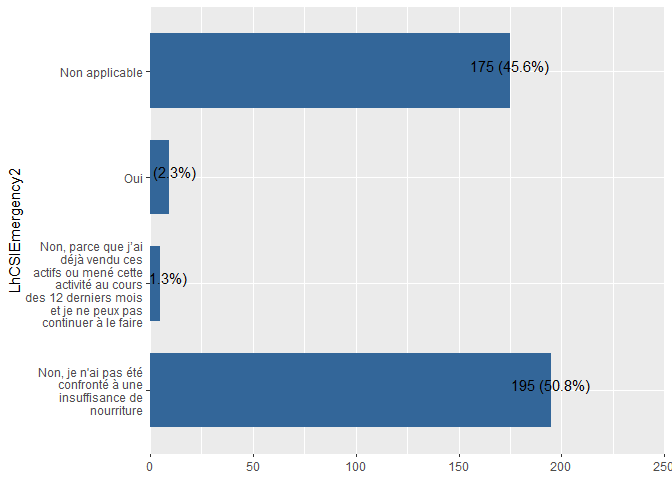 LhCSIEmergency2
Non applicable
175 (45.6%)
Oui
(2.3%)
Non, parce que j'ai
déjà vendu ces
actifs ou mené cette
activité au cours
des 12 derniers mois
et je ne peux pas
continuer à le faire
1.3%)
Non, je n'ai pas été
confronté à une
insuffisance de
nourriture
195 (50.8%)
0 50 100 150 200 250